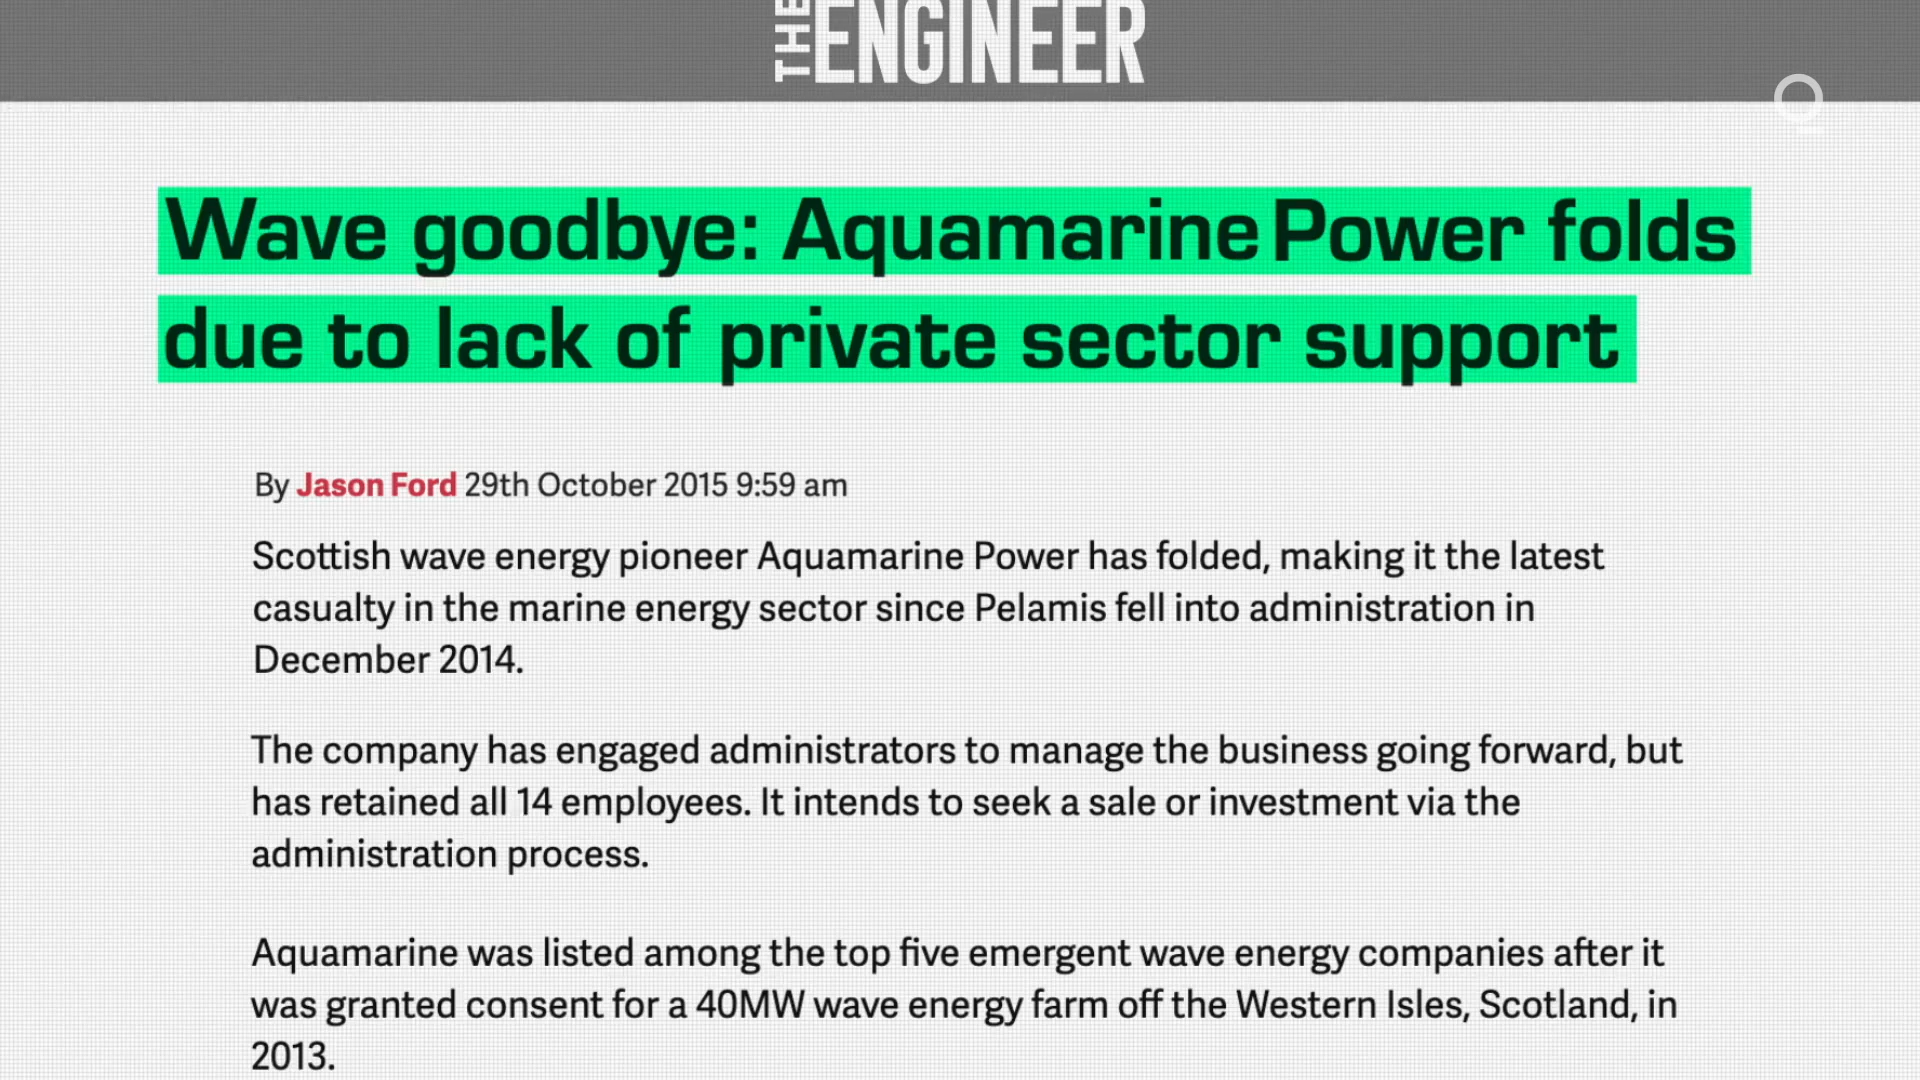 THE ENGINEER
Wave goodbye: Aquamarine Power folds
due to lack of private sector support
By Jason Ford 29th October 2015 9:59 am
Scottish wave energy pioneer Aquamarine Power has folded, making it the latest
casualty in the marine energy sector since Pelamis fell into administration in
December 2014.
The company has engaged administrators to manage the business going forward, but
has retained all 14 employees. It intends to seek a sale or investment via the
administration process.
Aquamarine was listed among the top five emergent wave energy companies after it
was granted consent for a 40MW wave energy farm off the Western Isles, Scotland, in
2013.